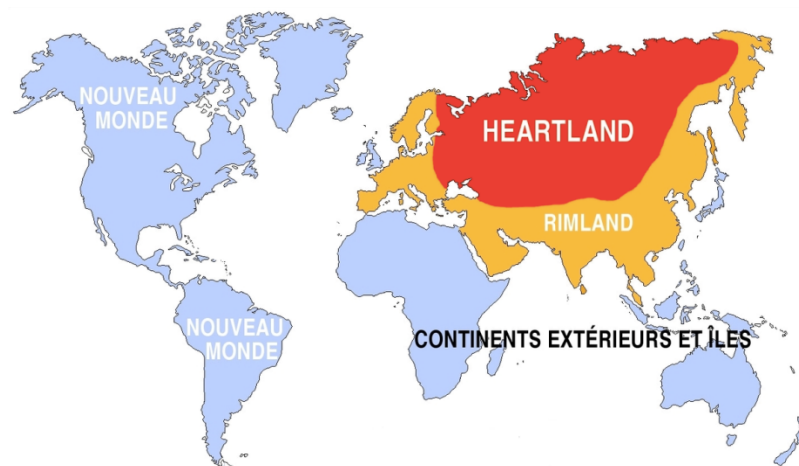 NOUVEAU
MONDE
HEARTLAND
RIMLAND
NOUVEAU
MONDE
CONTINENTS EXTÉRIEURS ET ÎLES